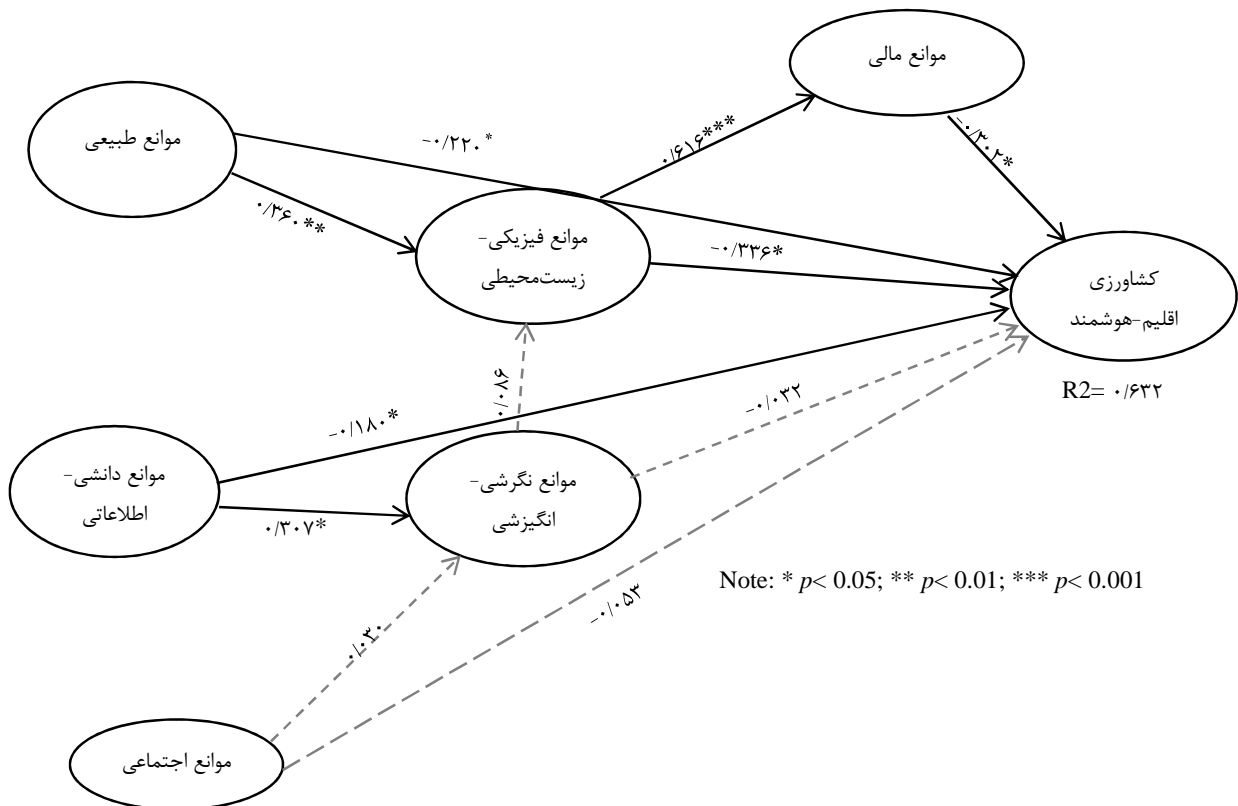 موانع مالی
موانع طبیعی
-۰/۲۲۰*
۰/۶۱۶***
-۰/۳۰۲*
۰/۳۶۰**
موانع فیزیکی-
زیست‌محیطی
-۰/۳۳۶*
کشاورزی
اقلیم-هوشمند
R2= ۰/۶۳۲
۰/۰۸۶
-۰/۰۳۲
-۰/۱۸۰*
موانع دانشی-
اطلاعاتی
موانع نگرشی-
انگیزشی
۰/۳۰۷*
Note: * p< 0.05; ** p< 0.01; *** p< 0.001
-۰/۰۵۳
۰/۰۳۰
موانع اجتماعی